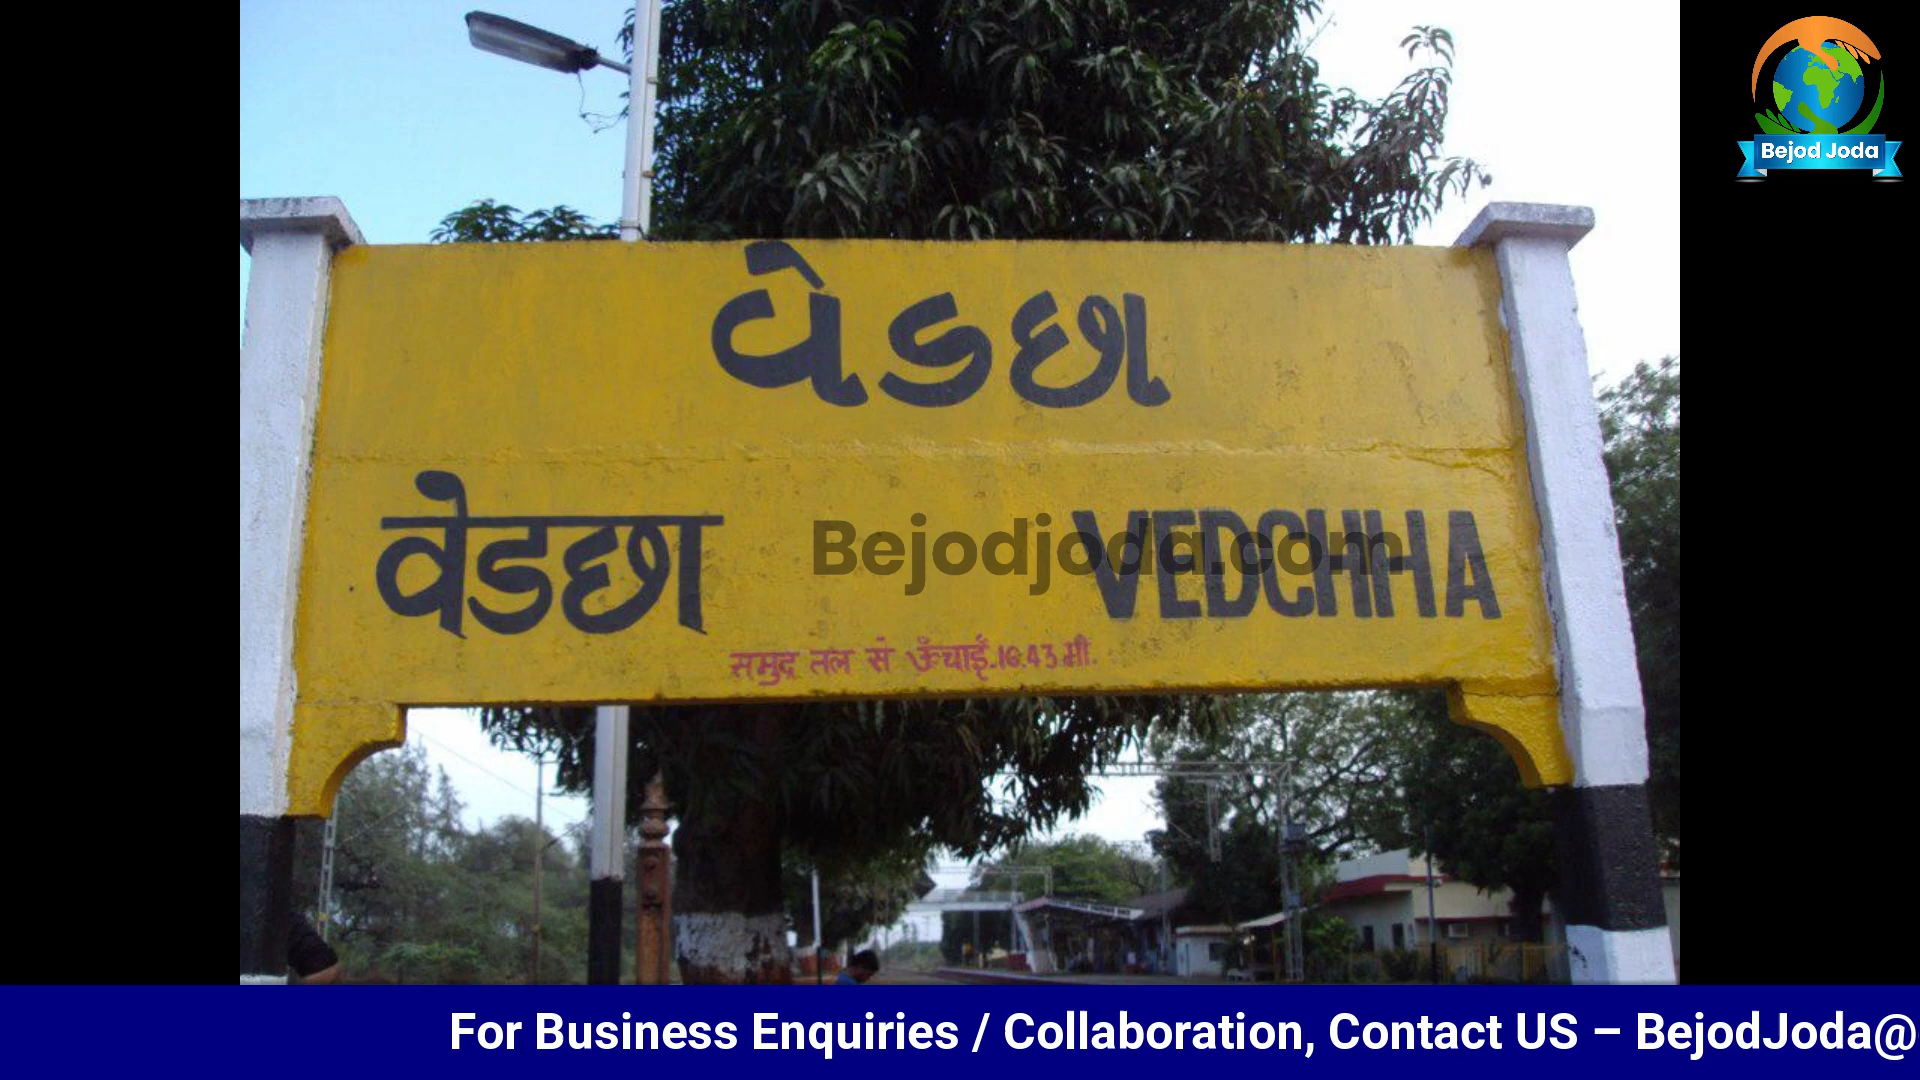 Bejod Joda
વેડછા
वेडछा VEDCHHA
Bejodjoda.com
समुद्र तल से ऊँचाई.16.43 मी.
For Business Enquiries / Collaboration, Contact US – BejodJoda@